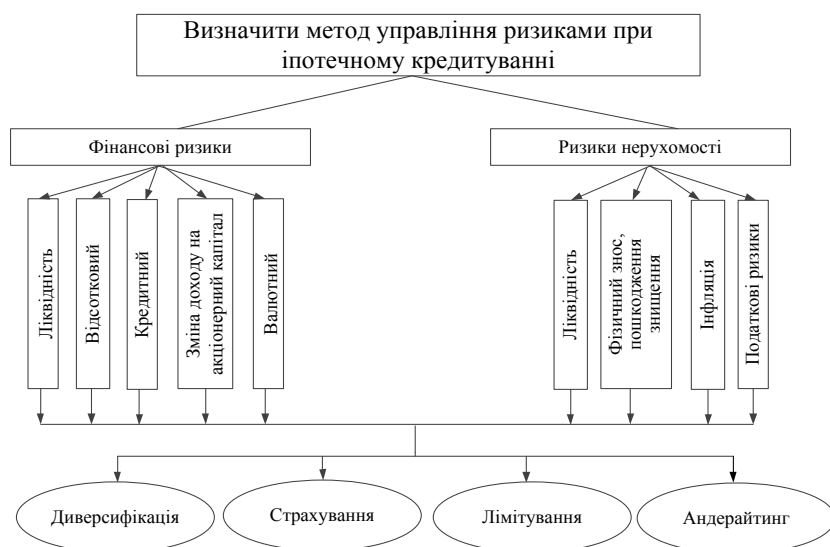 Визначити метод управління ризиками при
іпотечному кредитуванні
Фінансові ризики
Ризики нерухомості
Ліквідність
Відсотковий
Кредитний
Зміна доходу на
акціонерний капітал
Валютний
Ліквідність
Фізичний знос,
пошкодження
знищення
Інфляція
Податкові ризики
Диверсифікація
Страхування
Лімітування
Андерайтинг